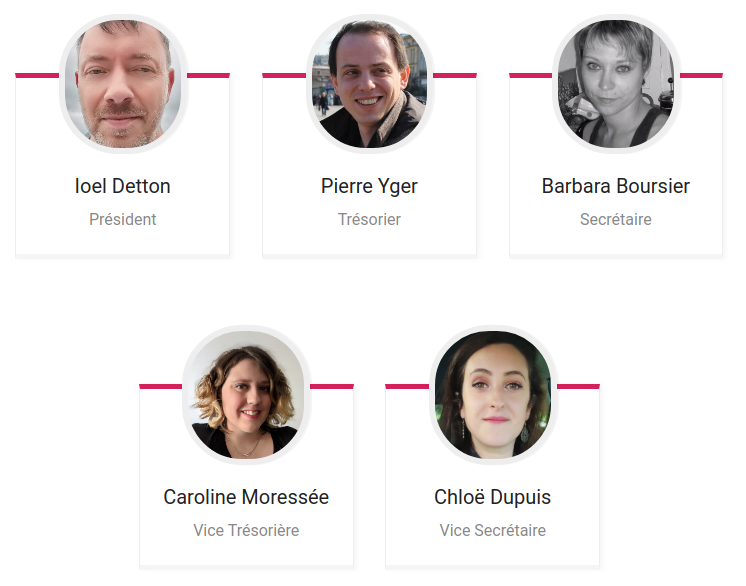 Ioel Detton
Président
Pierre Yger
Trésorier
Barbara Boursier
Secrétaire
Caroline Moressée
Vice Trésorière
Chloë Dupuis
Vice Secrétaire